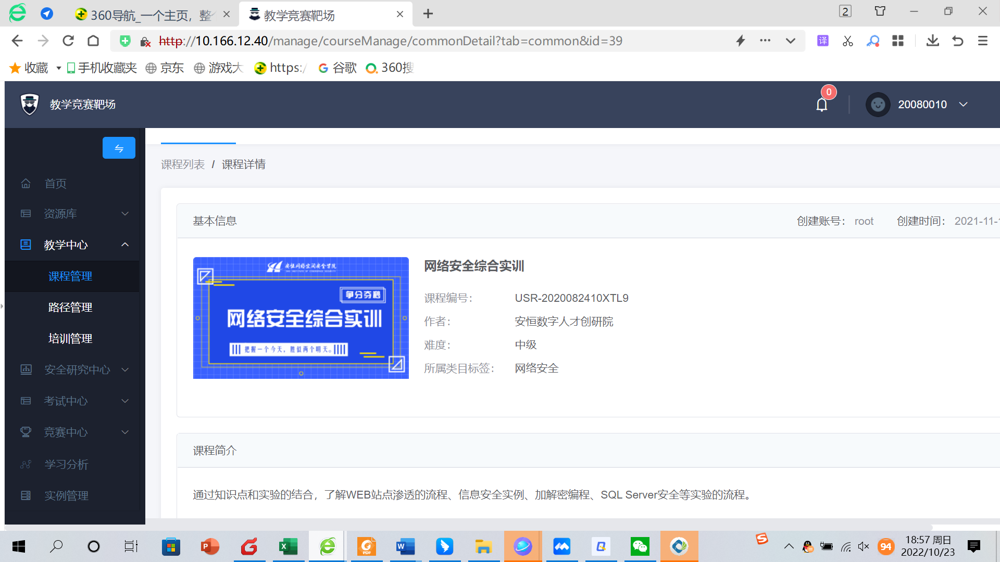 360导航_一个主页，整
教学竞赛靶场
2
http://10.166.12.40/manage/courseManage/commonDetail?tab=common&id=39
译
收藏
手机收藏夹
京东
游戏大
https:/
谷歌
360搜
教学竞赛靶场
0
20080010
首页
资源库
教学中心
课程管理
路径管理
培训管理
安全研究中心
考试中心
竞赛中心
学习分析
实例管理
课程列表 / 课程详情
基本信息
创建账号： root
创建时间： 2021-11-1
安恒网络空间安全学院
争分夺秒
网络安全综合实训
把握一个今天，胜似两个明天。
网络安全综合实训
课程编号： USR-2020082410XTL9
作者： 安恒数字人才创研院
难度： 中级
所属类目标签： 网络安全
课程简介
通过知识点和实验的结合，了解WEB站点渗透的流程、信息安全实例、加解密编程、SQL Server安全等实验的流程。
PDF
94
18:57 周日
2022/10/23